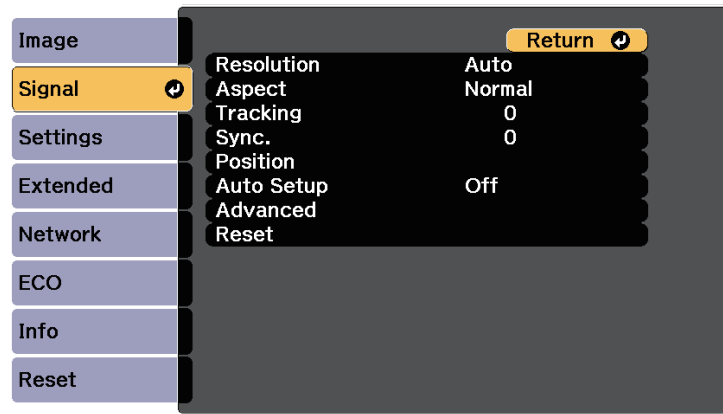 Image
Signal
Settings
Extended
Network
ECO
Info
Reset
Return
Resolution Auto
Aspect Normal
Tracking 0
Sync. 0
Position
Auto Setup Off
Advanced
Reset